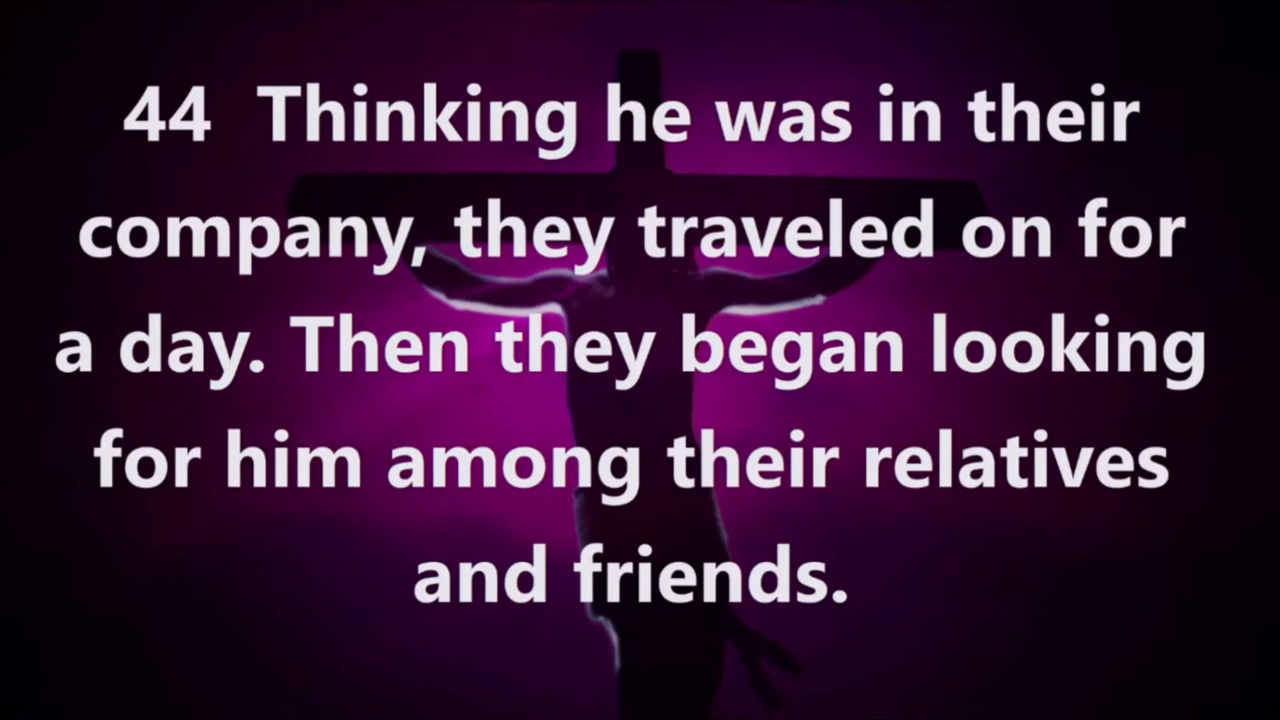 44  Thinking he was in their
company, they traveled on for
a day. Then they began looking
for him among their relatives
and friends.